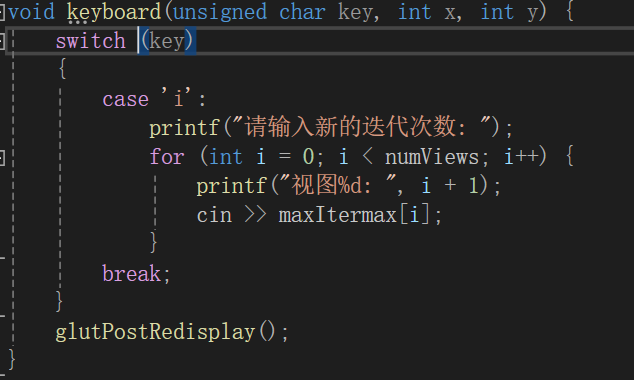 void keyboard(unsigned char key, int x, int y) {
switch (key)
{
case 'i':
printf("请输入新的迭代次数: ");
for (int i = 0; i < numViews; i++) {
printf("视图%d: ", i + 1);
cin >> maxItermax[i];
}
break;
}
glutPostRedisplay();
}